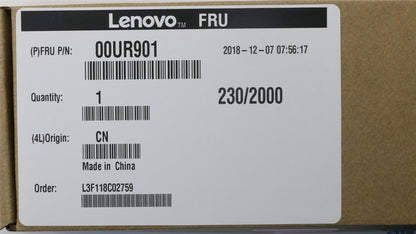 Lenovo™ FRU
(P)FRU P/N: 00UR901 2018-12-07 07:56:17
Quantity: 1 230/2000
(4L)Origin: CN
Made in China
Order: L3F118C02759